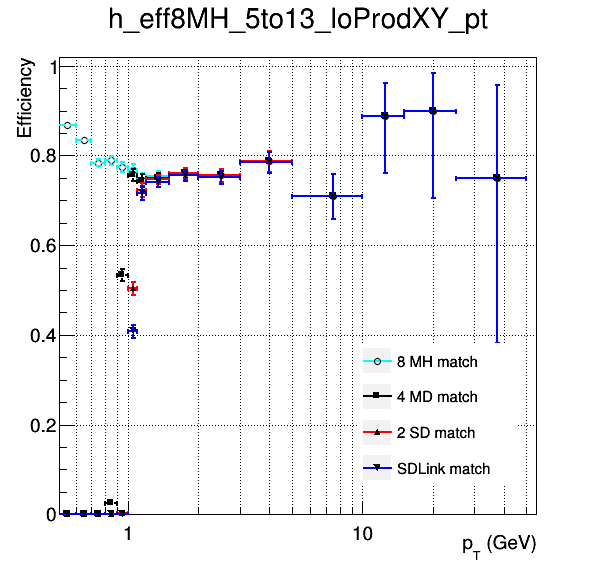 h_eff8MH_5to13_loProdXY_pt
Efficiency
1
0.8
0.6
0.4
0.2
0
8 MH match
4 MD match
2 SD match
SDLink match
1
10
p_T (GeV)